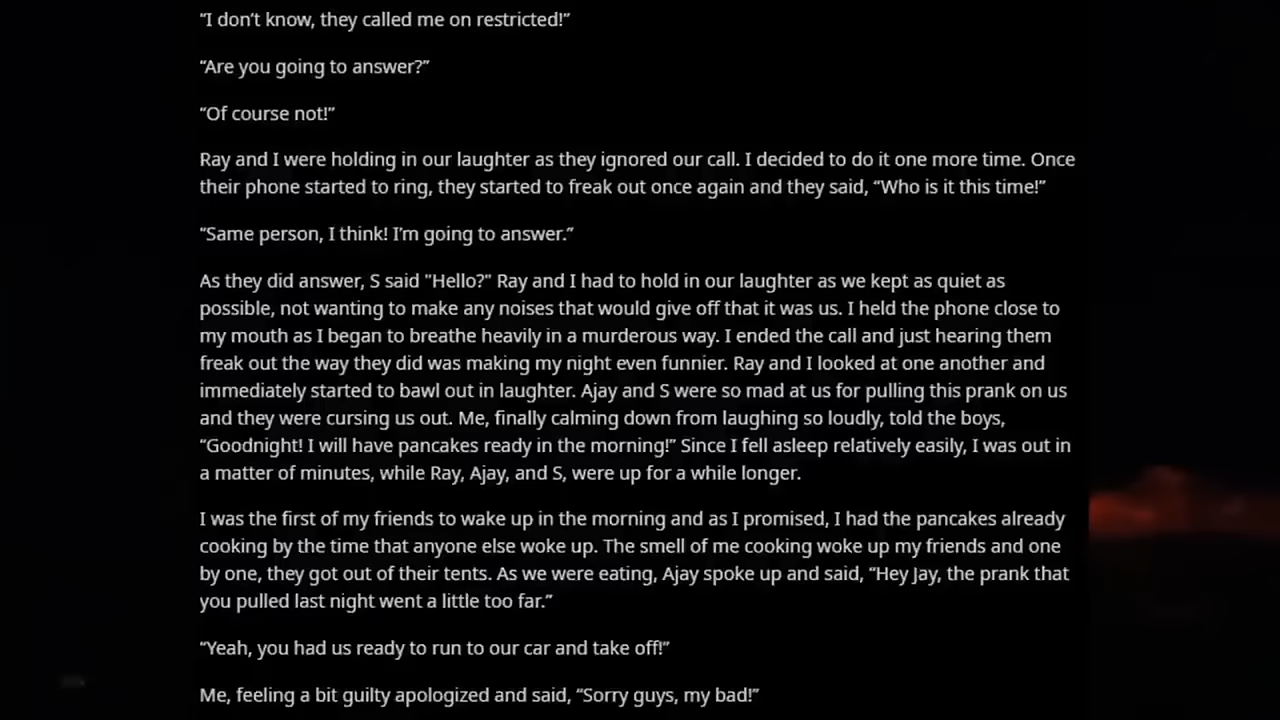 “I don’t know, they called me on restricted!”
“Are you going to answer?”
“Of course not!”
Ray and I were holding in our laughter as they ignored our call. I decided to do it one more time. Once
their phone started to ring, they started to freak out once again and they said, “Who is it this time!”
“Same person, I think! I’m going to answer.”
As they did answer, S said "Hello?" Ray and I had to hold in our laughter as we kept as quiet as
possible, not wanting to make any noises that would give off that it was us. I held the phone close to
my mouth as I began to breathe heavily in a murderous way. I ended the call and just hearing them
freak out the way they did was making my night even funnier. Ray and I looked at one another and
immediately started to bawl out in laughter. Ajay and S were so mad at us for pulling this prank on us
and they were cursing us out. Me, finally calming down from laughing so loudly, told the boys,
“Goodnight! I will have pancakes ready in the morning!” Since I fell asleep relatively easily, I was out in
a matter of minutes, while Ray, Ajay, and S, were up for a while longer.
I was the first of my friends to wake up in the morning and as I promised, I had the pancakes already
cooking by the time that anyone else woke up. The smell of me cooking woke up my friends and one
by one, they got out of their tents. As we were eating, Ajay spoke up and said, “Hey Jay, the prank that
you pulled last night went a little too far.”
“Yeah, you had us ready to run to our car and take off!”
Me, feeling a bit guilty apologized and said, “Sorry guys, my bad!”